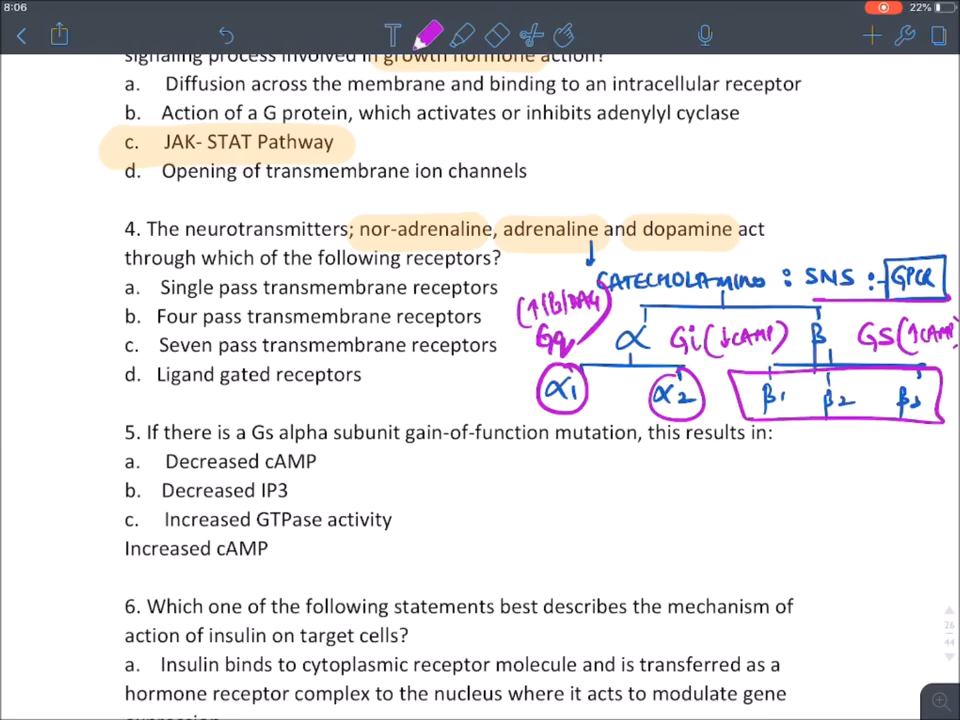 8:06
22%
T
signaling process involved in growth hormone action?
a. Diffusion across the membrane and binding to an intracellular receptor
b. Action of a G protein, which activates or inhibits adenylyl cyclase
c. JAK- STAT Pathway
d. Opening of transmembrane ion channels
4. The neurotransmitters; nor-adrenaline, adrenaline and dopamine act
through which of the following receptors?
CATECHOLAMINO : SNS :- GPCR
a. Single pass transmembrane receptors
b. Four pass transmembrane receptors
Gq α Gi (↓cAMP) β Gs (↑cAMP)
c. Seven pass transmembrane receptors
d. Ligand gated receptors
α1 α2 β1 β2 β3
5. If there is a Gs alpha subunit gain-of-function mutation, this results in:
a. Decreased cAMP
b. Decreased IP3
c. Increased GTPase activity
Increased cAMP
6. Which one of the following statements best describes the mechanism of
action of insulin on target cells?
a. Insulin binds to cytoplasmic receptor molecule and is transferred as a
hormone receptor complex to the nucleus where it acts to modulate gene
expression
26
44